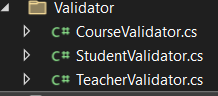 Validator
C# CourseValidator.cs
C# StudentValidator.cs
C# TeacherValidator.cs